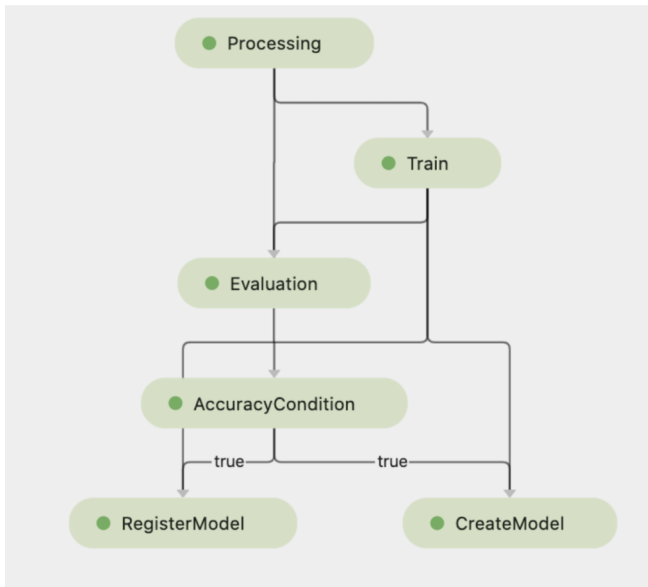 Processing
Train
Evaluation
AccuracyCondition
true
true
RegisterModel
CreateModel